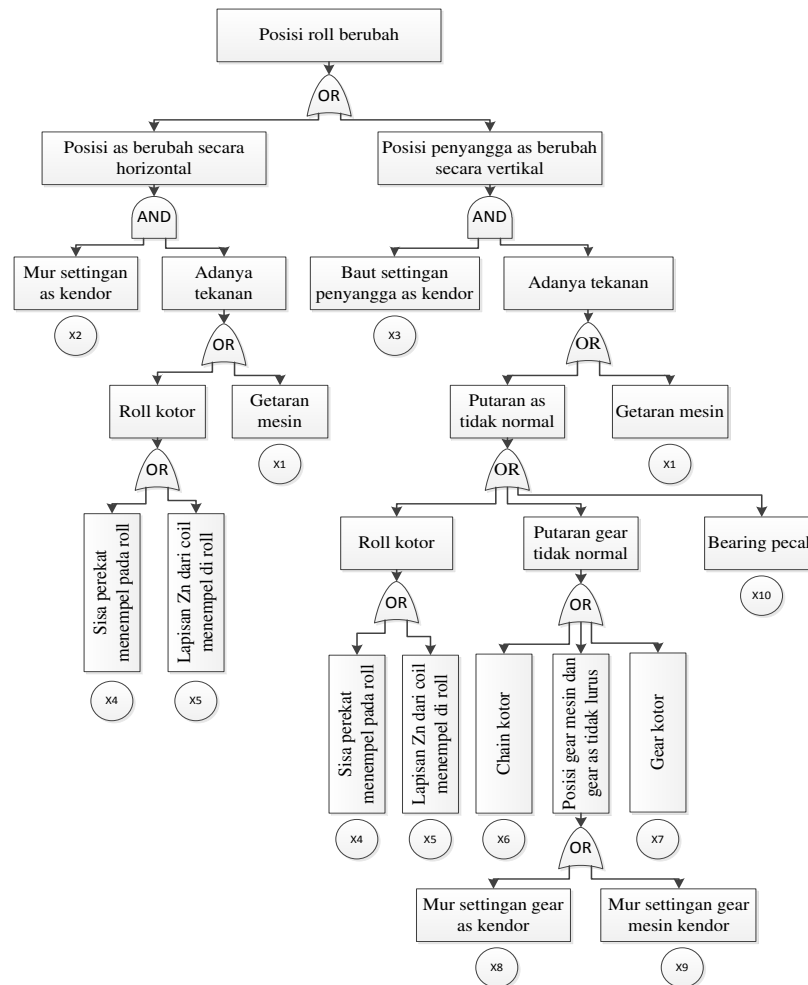 Posisi roll berubah
OR
Posisi as berubah secara
horizontal
Posisi penyangga as berubah
secara vertikal
AND
AND
Mur settingan
as kendor
Adanya
tekanan
Baut settingan
penyangga as kendor
Adanya tekanan
X2
X3
OR
OR
Roll kotor
Getaran
mesin
Putaran as
tidak normal
Getaran mesin
X1
X1
OR
OR
Sisa perekat
menempel pada roll
Lapisan Zn dari coil
menempel di roll
Roll kotor
Putaran gear
tidak normal
Bearing pecah
X10
OR
OR
X4
X5
Sisa perekat
menempel pada roll
Lapisan Zn dari coil
menempel di roll
Chain kotor
Posisi gear mesin dan
gear as tidak lurus
Gear kotor
X4
X5
X6
X7
OR
Mur settingan gear
as kendor
Mur settingan gear
mesin kendor
X8
X9